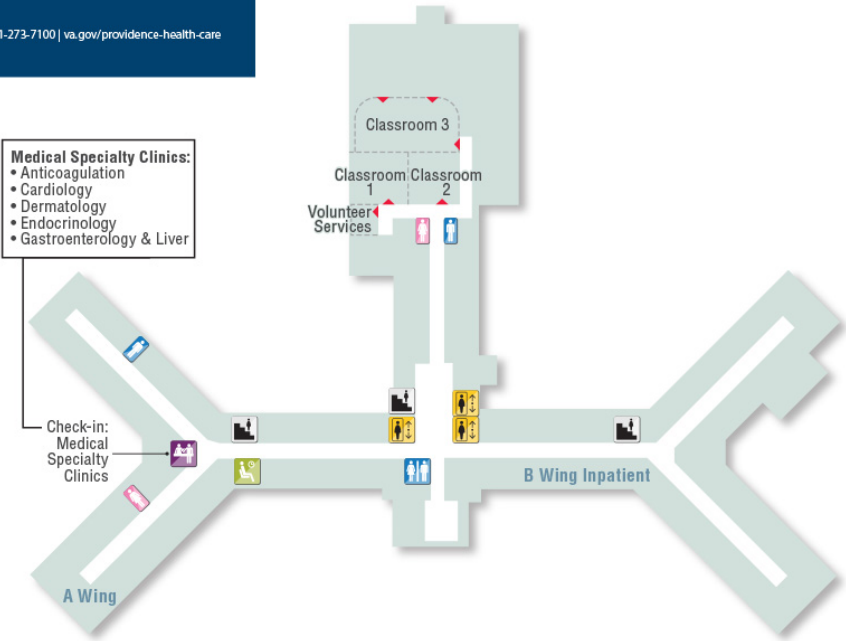 1-273-7100 | va.gov/providence-health-care
Classroom 3
Medical Specialty Clinics:
• Anticoagulation
• Cardiology
• Dermatology
• Endocrinology
• Gastroenterology & Liver
Classroom
1
Classroom
2
Volunteer
Services
Check-in:
Medical
Specialty
Clinics
B Wing Inpatient
A Wing